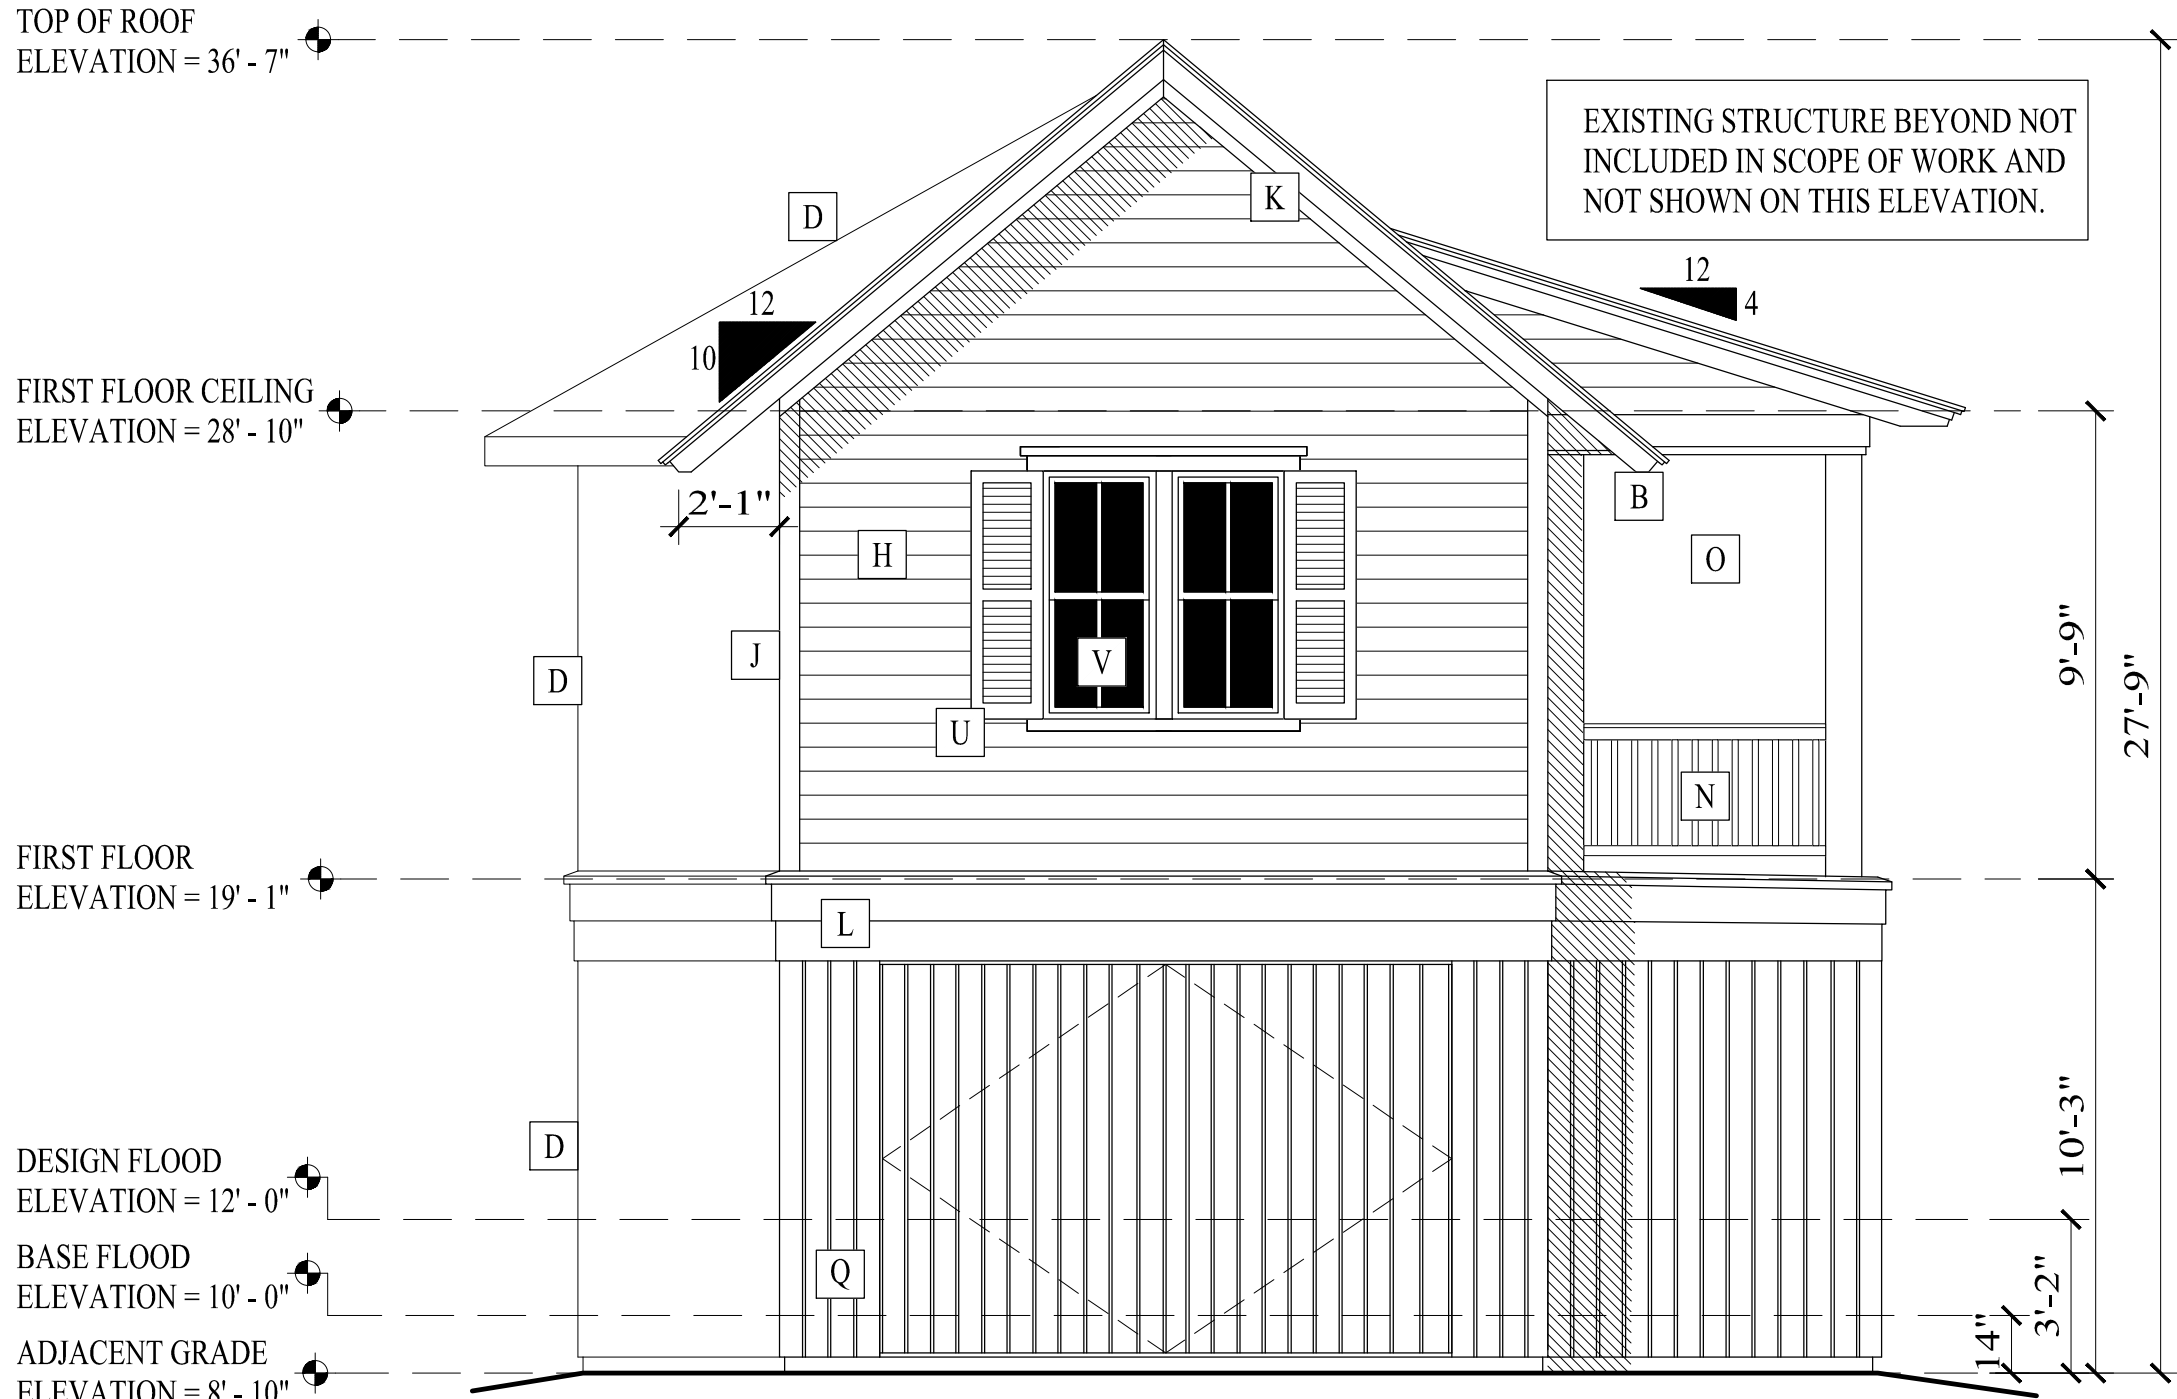 TOP OF ROOF
ELEVATION = 36' - 7"
EXISTING STRUCTURE BEYOND NOT
INCLUDED IN SCOPE OF WORK AND
NOT SHOWN ON THIS ELEVATION.
K
D
12
4
12
10
FIRST FLOOR CEILING
ELEVATION = 28' - 10"
2'-1"
B
H
O
9'-9"
27'-9"
J
V
D
U
N
FIRST FLOOR
ELEVATION = 19' - 1"
L
10'-3"
D
DESIGN FLOOD
ELEVATION = 12' - 0"
BASE FLOOD
ELEVATION = 10' - 0"
Q
3'-2"
14"
ADJACENT GRADE
ELEVATION = 8' - 10"